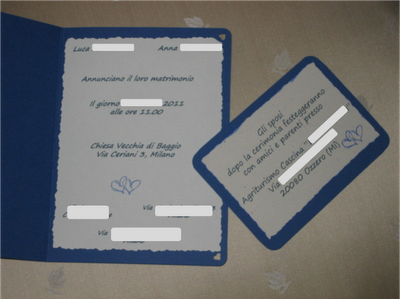 Luca Anna
Annunciano il loro matrimonio
Il giorno 2011
alle ore 11.00
Chiesa Vecchia di Baggio
Via Ceriani 3, Milano
Via
Via
Milano
Gli sposi
dopo la cerimonia festeggeranno
con amici e parenti presso
Agriturismo Cascina "
Via
20080 Ozzero (MI)